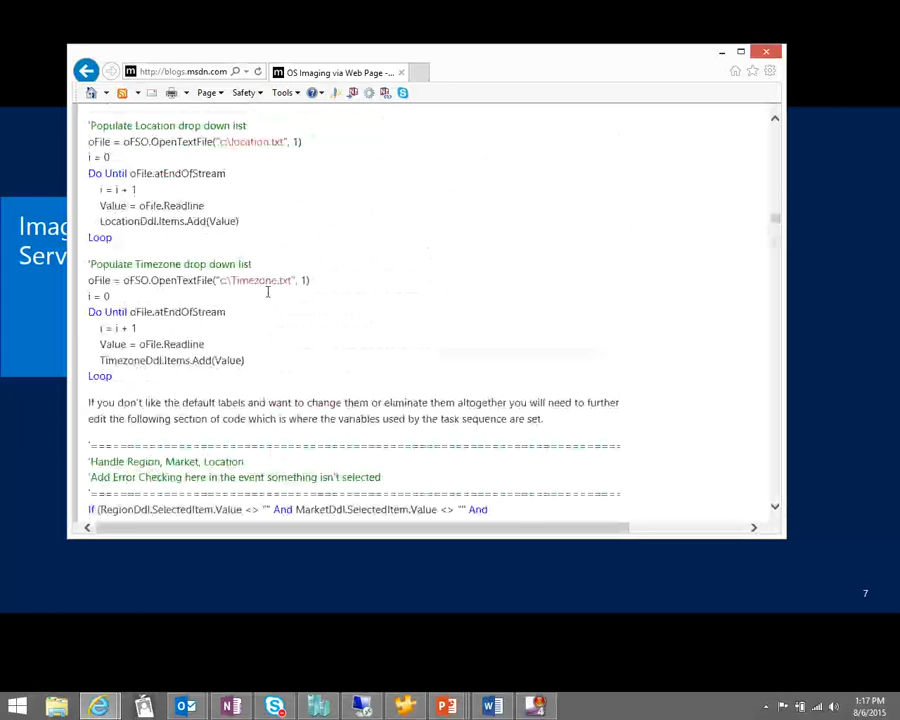 http://blogs.msdn.com
OS Imaging via Web Page -...
Page
Safety
Tools
'Populate Location drop down list
oFile = oFSO.OpenTextFile("c:\location.txt", 1)
i = 0
Do Until oFile.atEndOfStream
i = i + 1
Value = oFile.Readline
LocationDdl.Items.Add(Value)
Loop
'Populate Timezone drop down list
oFile = oFSO.OpenTextFile("c:\Timezone.txt", 1)
i = 0
Do Until oFile.atEndOfStream
i = i + 1
Value = oFile.Readline
TimezoneDdl.Items.Add(Value)
Loop
If you don't like the default labels and want to change them or eliminate them altogether you will need to further
edit the following section of code which is where the variables used by the task sequence are set.
'Handle Region, Market, Location
'Add Error Checking here in the event something isn't selected
If (RegionDdl.SelectedItem.Value <> "" And MarketDdl.SelectedItem.Value <> "" And
Imag
Serv
7
1:17 PM
8/6/2015